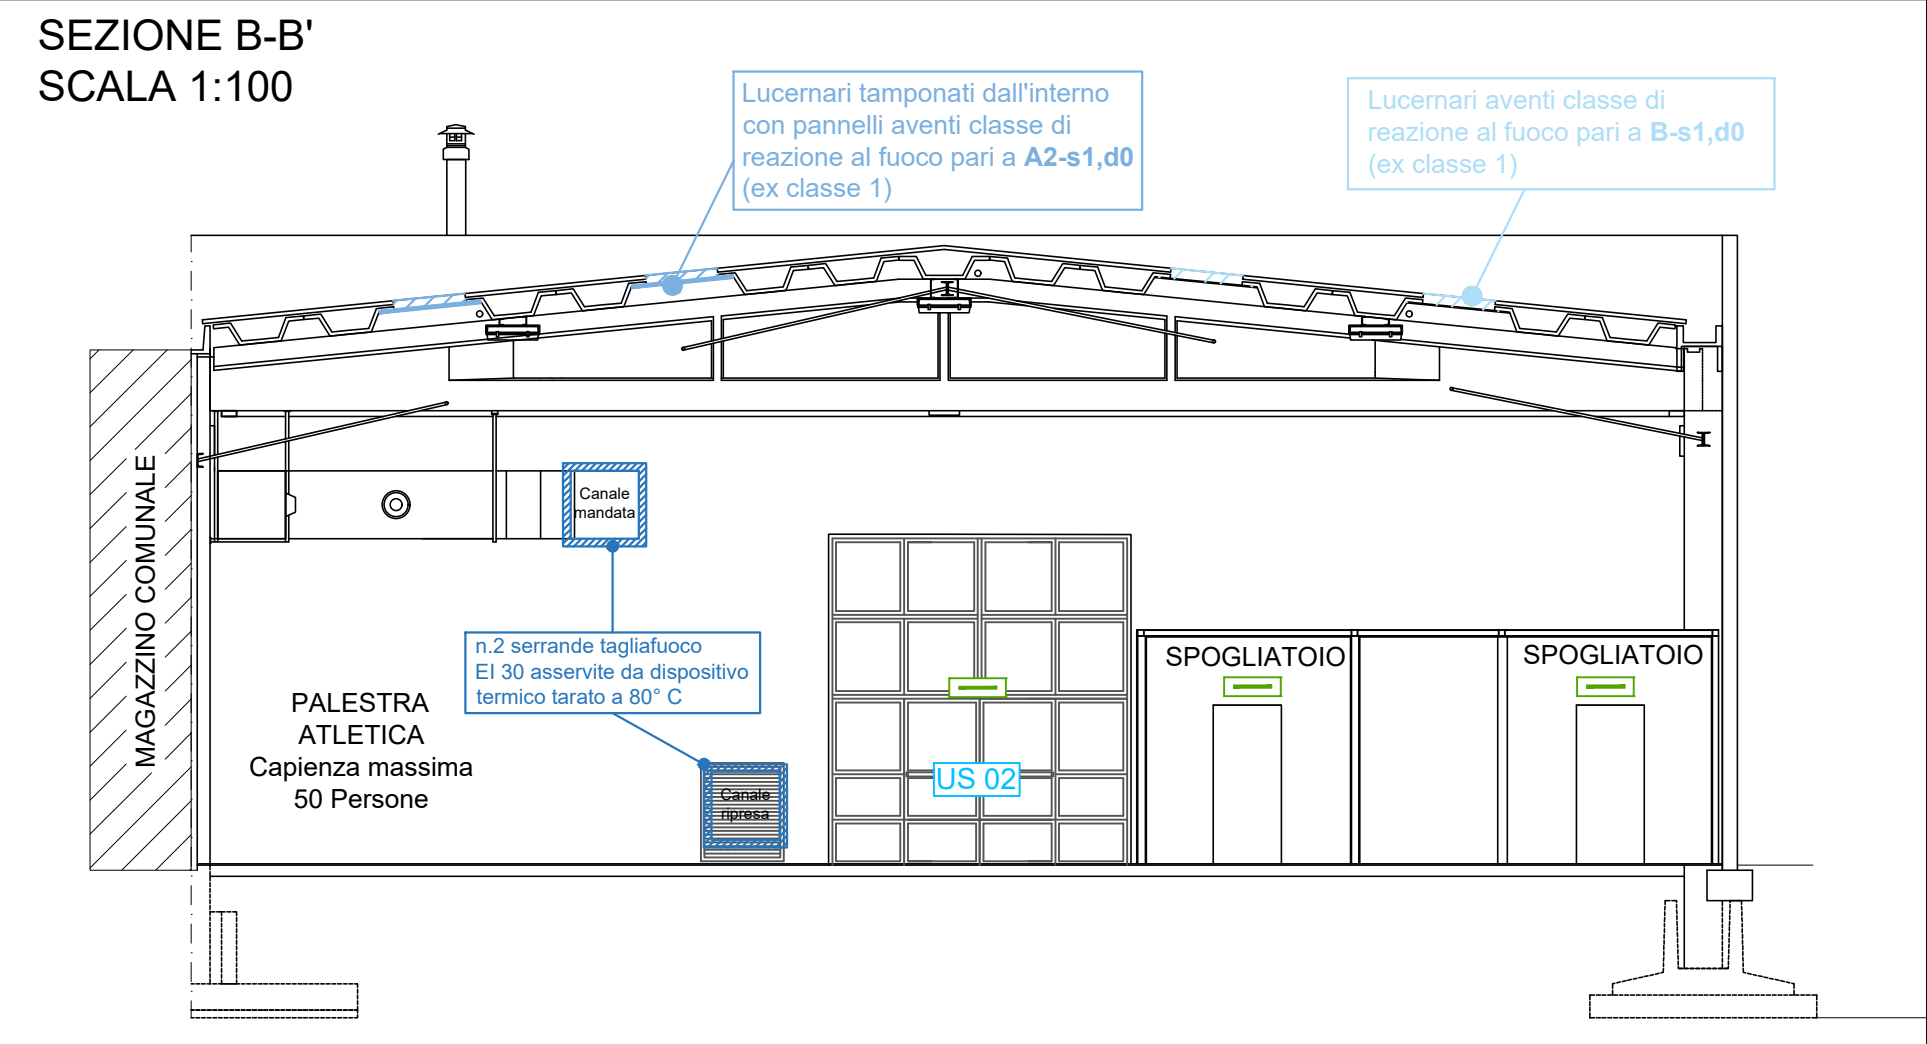 SEZIONE B-B'
SCALA 1:100
Lucernari tamponati dall'interno
con pannelli aventi classe di
reazione al fuoco pari a A2-s1,d0
(ex classe 1)
Lucernari aventi classe di
reazione al fuoco pari a B-s1,d0
(ex classe 1)
MAGAZZINO COMUNALE
Canale
mandata
n.2 serrande tagliafuoco
EI 30 asservite da dispositivo
termico tarato a 80° C
PALESTRA
ATLETICA
Capienza massima
50 Persone
Canale
ripresa
US 02
SPOGLIATOIO
SPOGLIATOIO